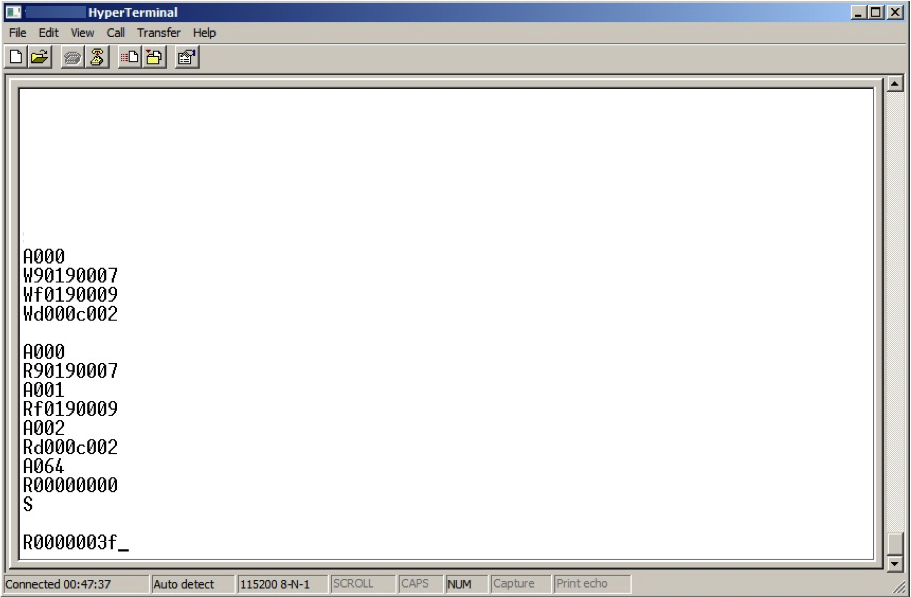 HyperTerminal
File Edit View Call Transfer Help
A000
W90190007
Wf0190009
Wd000c002
A000
R90190007
A001
Rf0190009
A002
Rd000c002
A064
R00000000
S
R0000003f_
Connected 00:47:37 Auto detect 115200 8-N-1 SCROLL CAPS NUM Capture Print echo